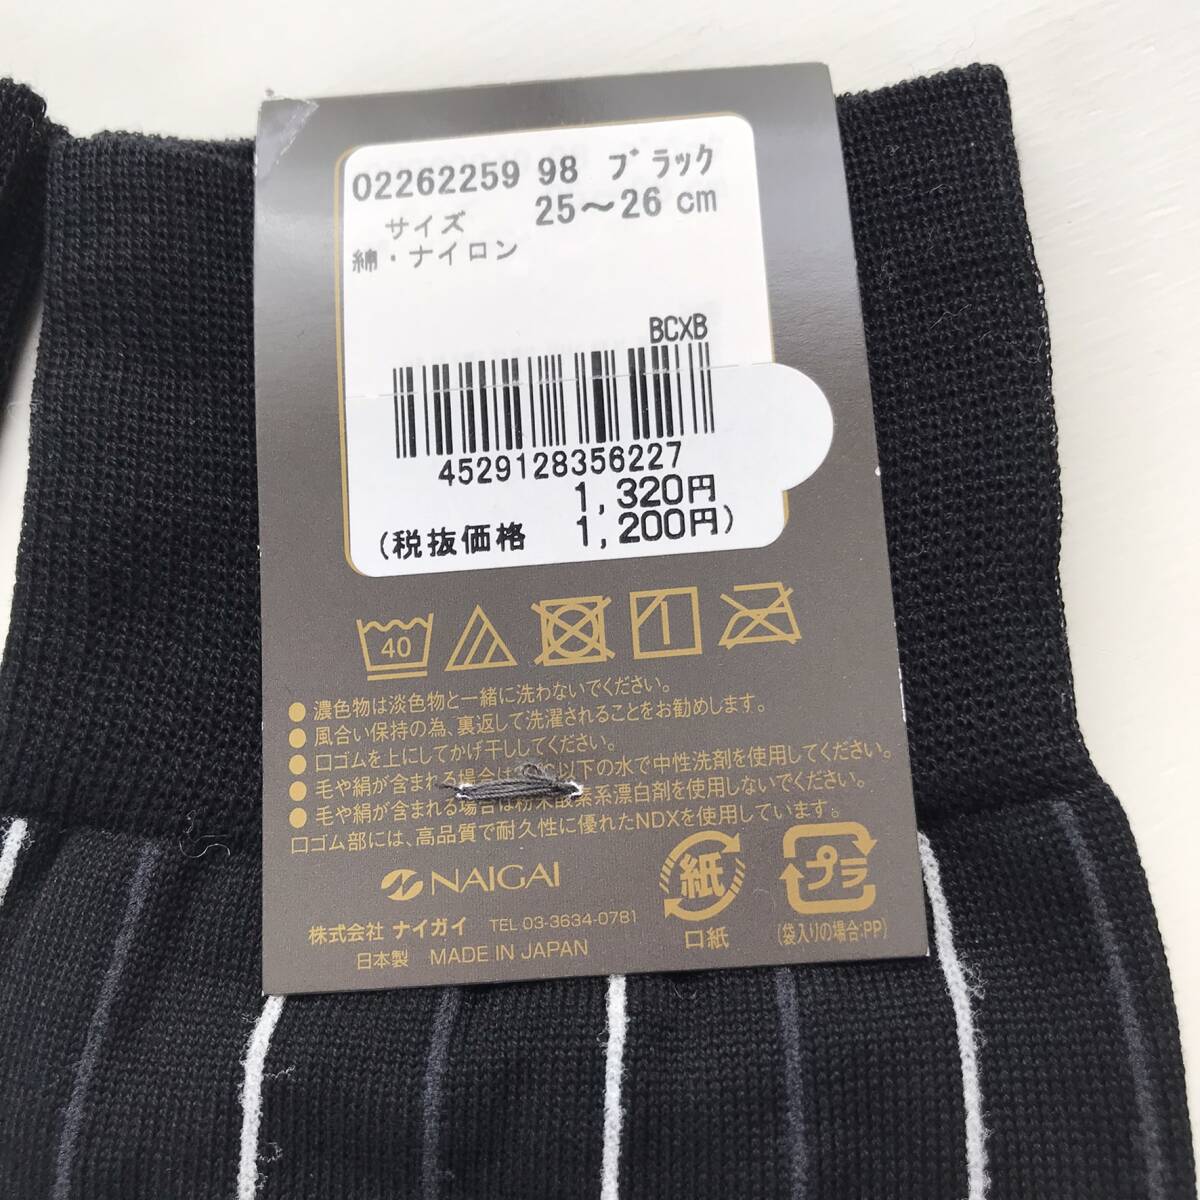 02262259 98 ブラック
サイズ 25～26 cm
綿・ナイロン
BCXB
4529128356227
1,320円
(税抜価格 1,200円)
40
1
● 濃色物は淡色物と一緒に洗わないでください。
● 風合い保持の為、裏返して洗濯されることをお勧めします。
● 口ゴムを上にしてかげ干ししてください。
● 毛や絹が含まれる場合は 以下の水で中性洗剤を使用してください。
● 毛や絹が含まれる場合は粉末酸素系漂白剤を使用しないでください。
口ゴム部には、高品質で耐久性に優れたNDXを使用しています。
NAIGAI
株式会社 ナイガイ TEL 03-3634-0781
日本製 MADE IN JAPAN
紙
口紙
プラ
(袋入りの場合:PP)